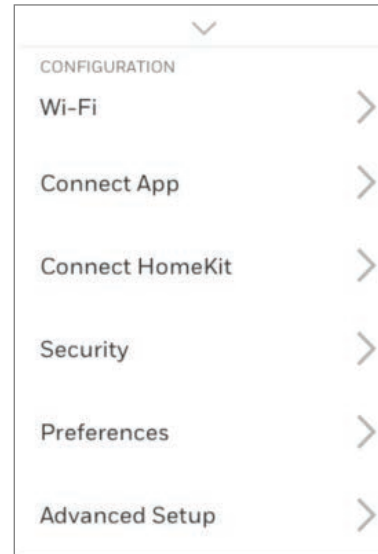 CONFIGURATION
Wi-Fi
Connect App
Connect HomeKit
Security
Preferences
Advanced Setup